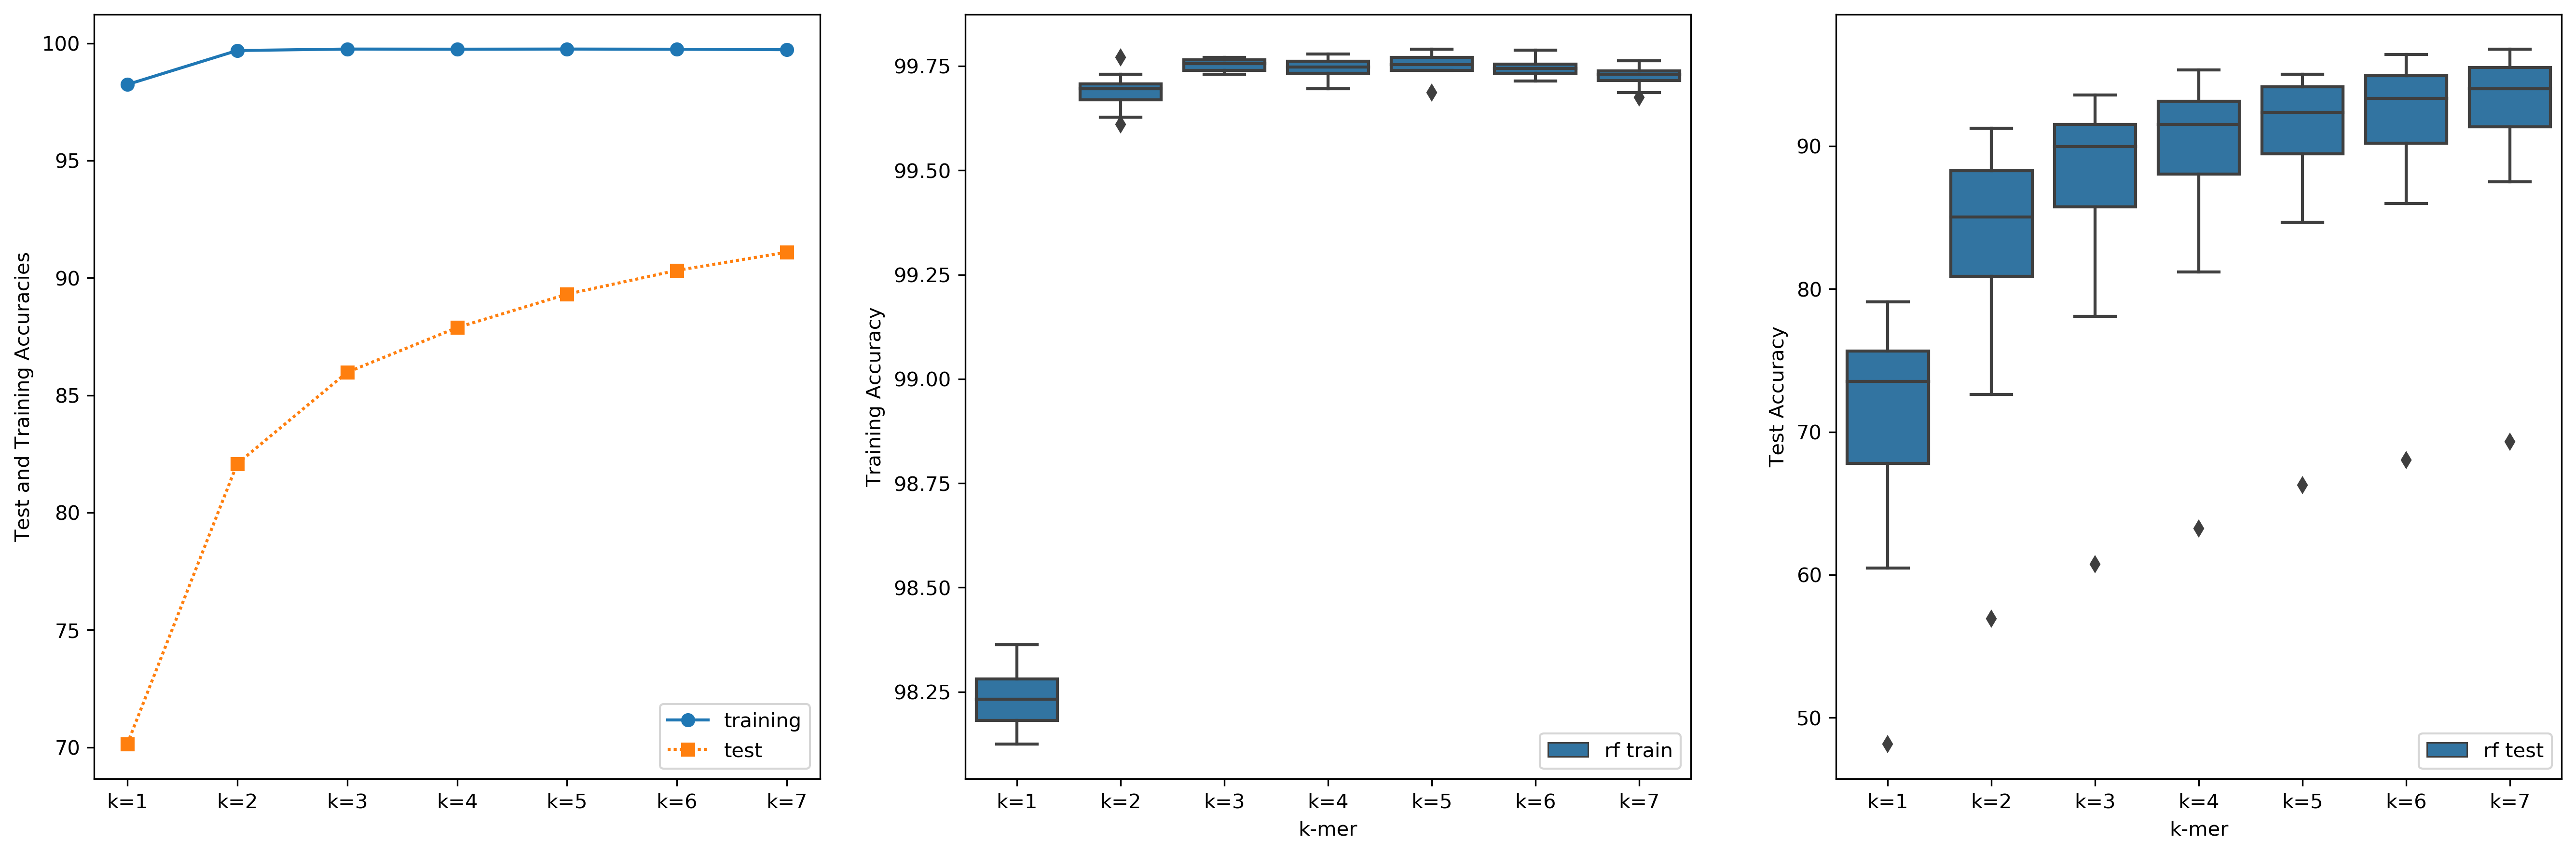 Test and Training Accuracies
100
95
90
85
80
75
70
k=1 k=2 k=3 k=4 k=5 k=6 k=7
training
test
Training Accuracy
99.75
99.50
99.25
99.00
98.75
98.50
98.25
k=1 k=2 k=3 k=4 k=5 k=6 k=7
k-mer
rf train
Test Accuracy
90
80
70
60
50
k=1 k=2 k=3 k=4 k=5 k=6 k=7
k-mer
rf test